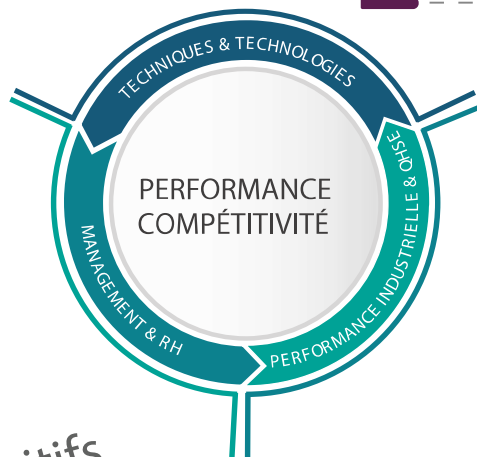 TECHNIQUES & TECHNOLOGIES
PERFORMANCE
COMPÉTITIVITÉ
MANAGEMENT & RH
PERFORMANCE INDUSTRIELLE & QHSE